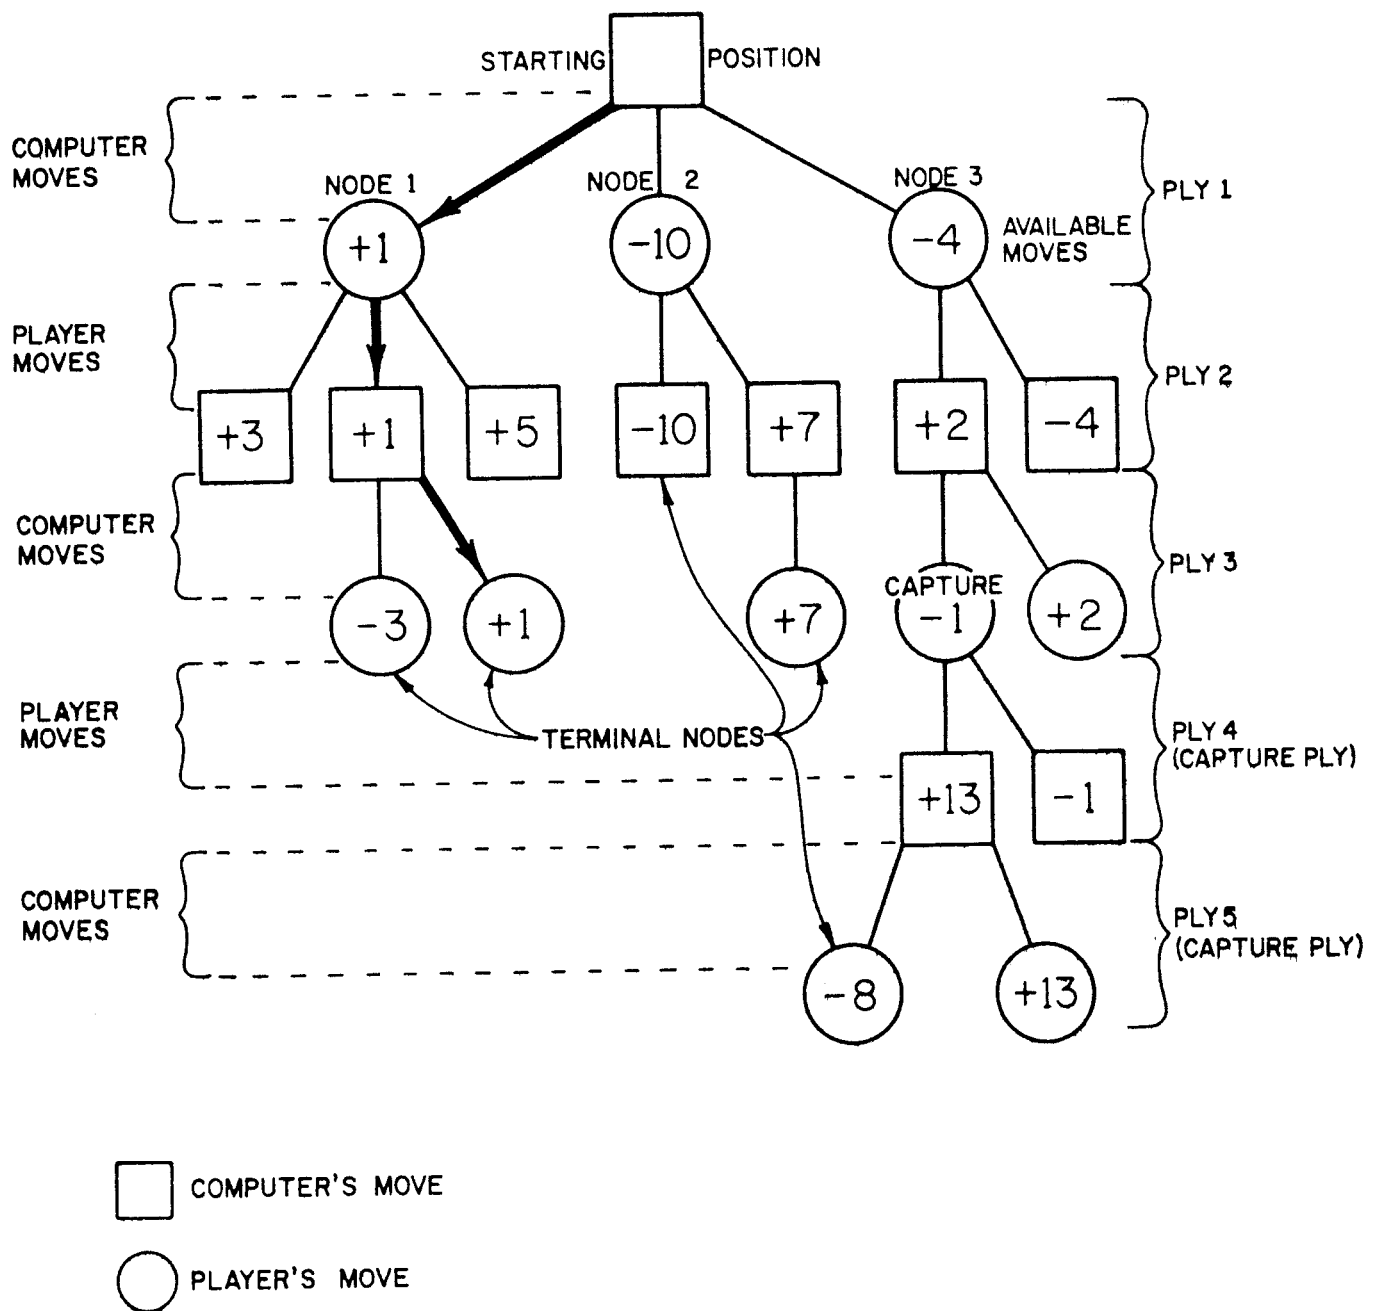 STARTING POSITION
COMPUTER
MOVES
NODE 1
NODE 2
NODE 3
PLY 1
+1
-10
-4
AVAILABLE
MOVES
PLAYER
MOVES
PLY 2
+3
+1
+5
-10
+7
+2
-4
COMPUTER
MOVES
PLY 3
CAPTURE
-3
+1
+7
-1
+2
PLAYER
MOVES
TERMINAL NODES
PLY 4
(CAPTURE PLY)
+13
-1
COMPUTER
MOVES
PLY 5
(CAPTURE PLY)
-8
+13
COMPUTER'S MOVE
PLAYER'S MOVE